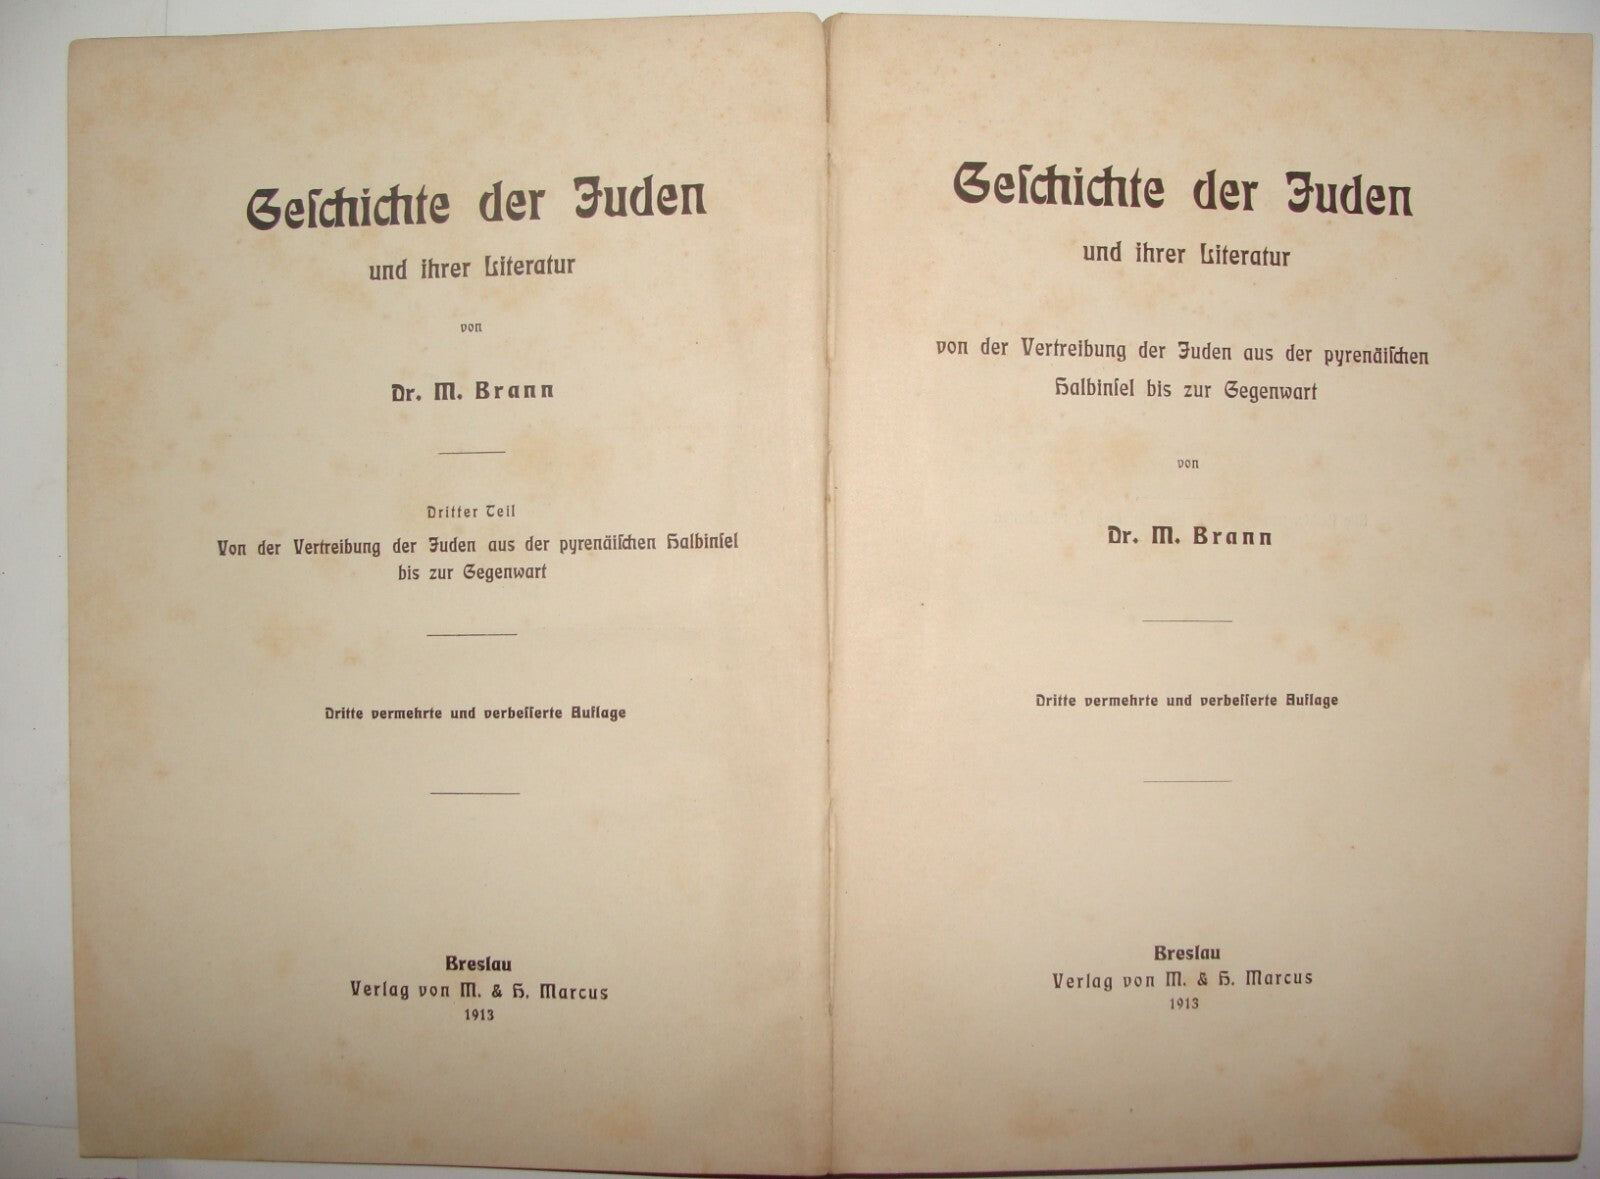 Geſchichte der Juden
und ihrer Literatur
von
Dr. M. Brann
Dritter Teil
Von der Vertreibung der Juden aus der pyrenäiſchen Halbinſel
bis zur Gegenwart
Dritte vermehrte und verbeſſerte Auflage
Breslau
Verlag von M. & H. Marcus
1913
Geſchichte der Juden
und ihrer Literatur
von der Vertreibung der Juden aus der pyrenäiſchen
Halbinſel bis zur Gegenwart
von
Dr. M. Brann
Dritte vermehrte und verbeſſerte Auflage
Breslau
Verlag von M. & H. Marcus
1913